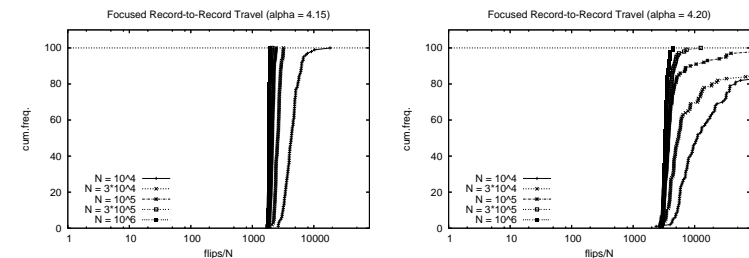 Focused Record-to-Record Travel (alpha = 4.15)
100
80
60
40
20
0
cum.freq.
N = 10^4
N = 3*10^4
N = 10^5
N = 3*10^5
N = 10^6
1
10
100
1000
10000
flips/N
Focused Record-to-Record Travel (alpha = 4.20)
100
80
60
40
20
0
cum.freq.
N = 10^4
N = 3*10^4
N = 10^5
N = 3*10^5
N = 10^6
1
10
100
1000
10000
flips/N